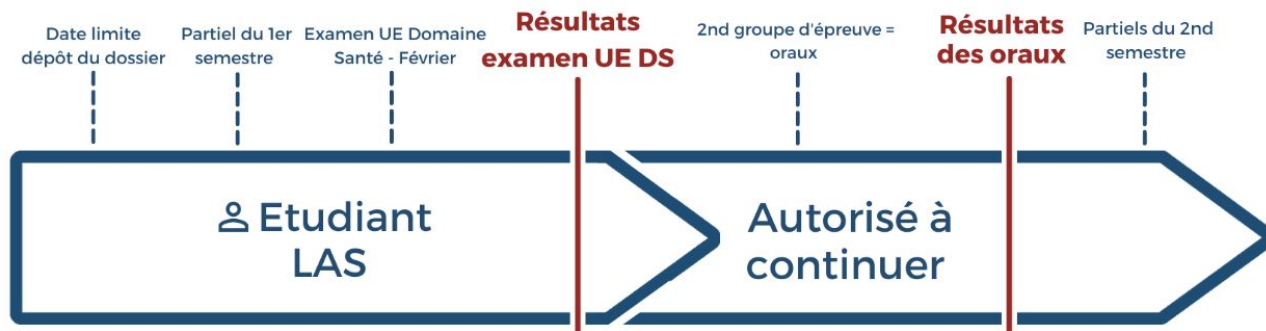 Date limite
dépôt du dossier
Partiel du 1er
semestre
Examen UE Domaine
Santé - Février
Résultats
examen UE DS
2nd groupe d'épreuve =
oraux
Résultats
des oraux
Partiels du 2nd
semestre
Etudiant
LAS
Autorisé à
continuer